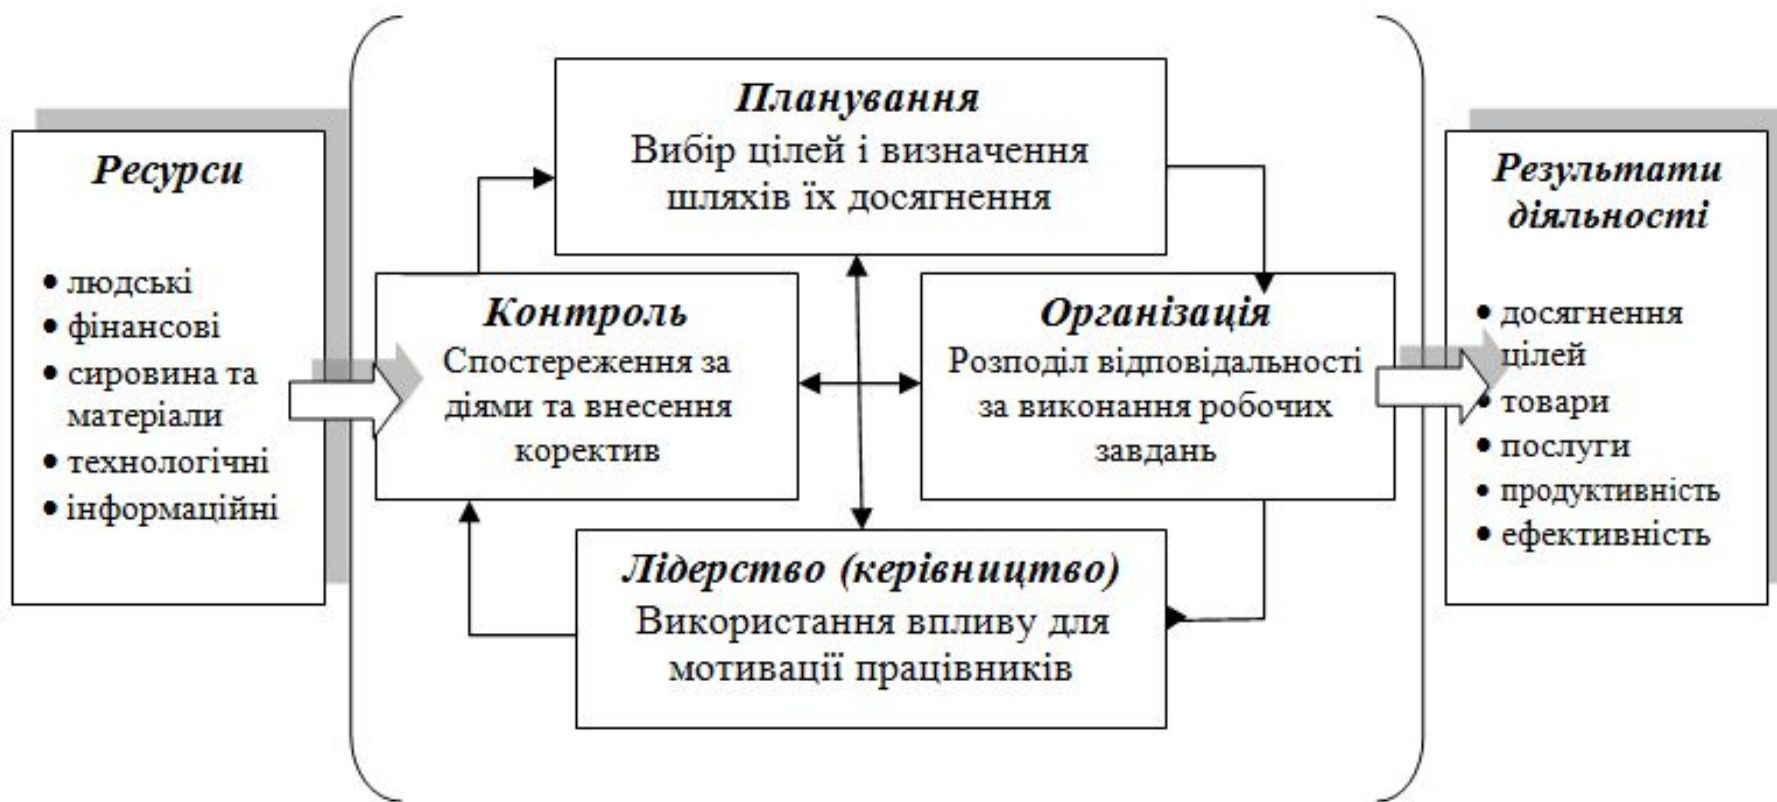 Ресурси
• людські
• фінансові
• сировина та
матеріали
• технологічні
• інформаційні
Планування
Вибір цілей і визначення
шляхів їх досягнення
Контроль
Спостереження за
діями та внесення
коректив
Організація
Розподіл відповідальності
за виконання робочих
завдань
Лідерство (керівництво)
Використання впливу для
мотивації працівників
Результати
діяльності
• досягнення
цілей
• товари
• послуги
• продуктивність
• ефективність